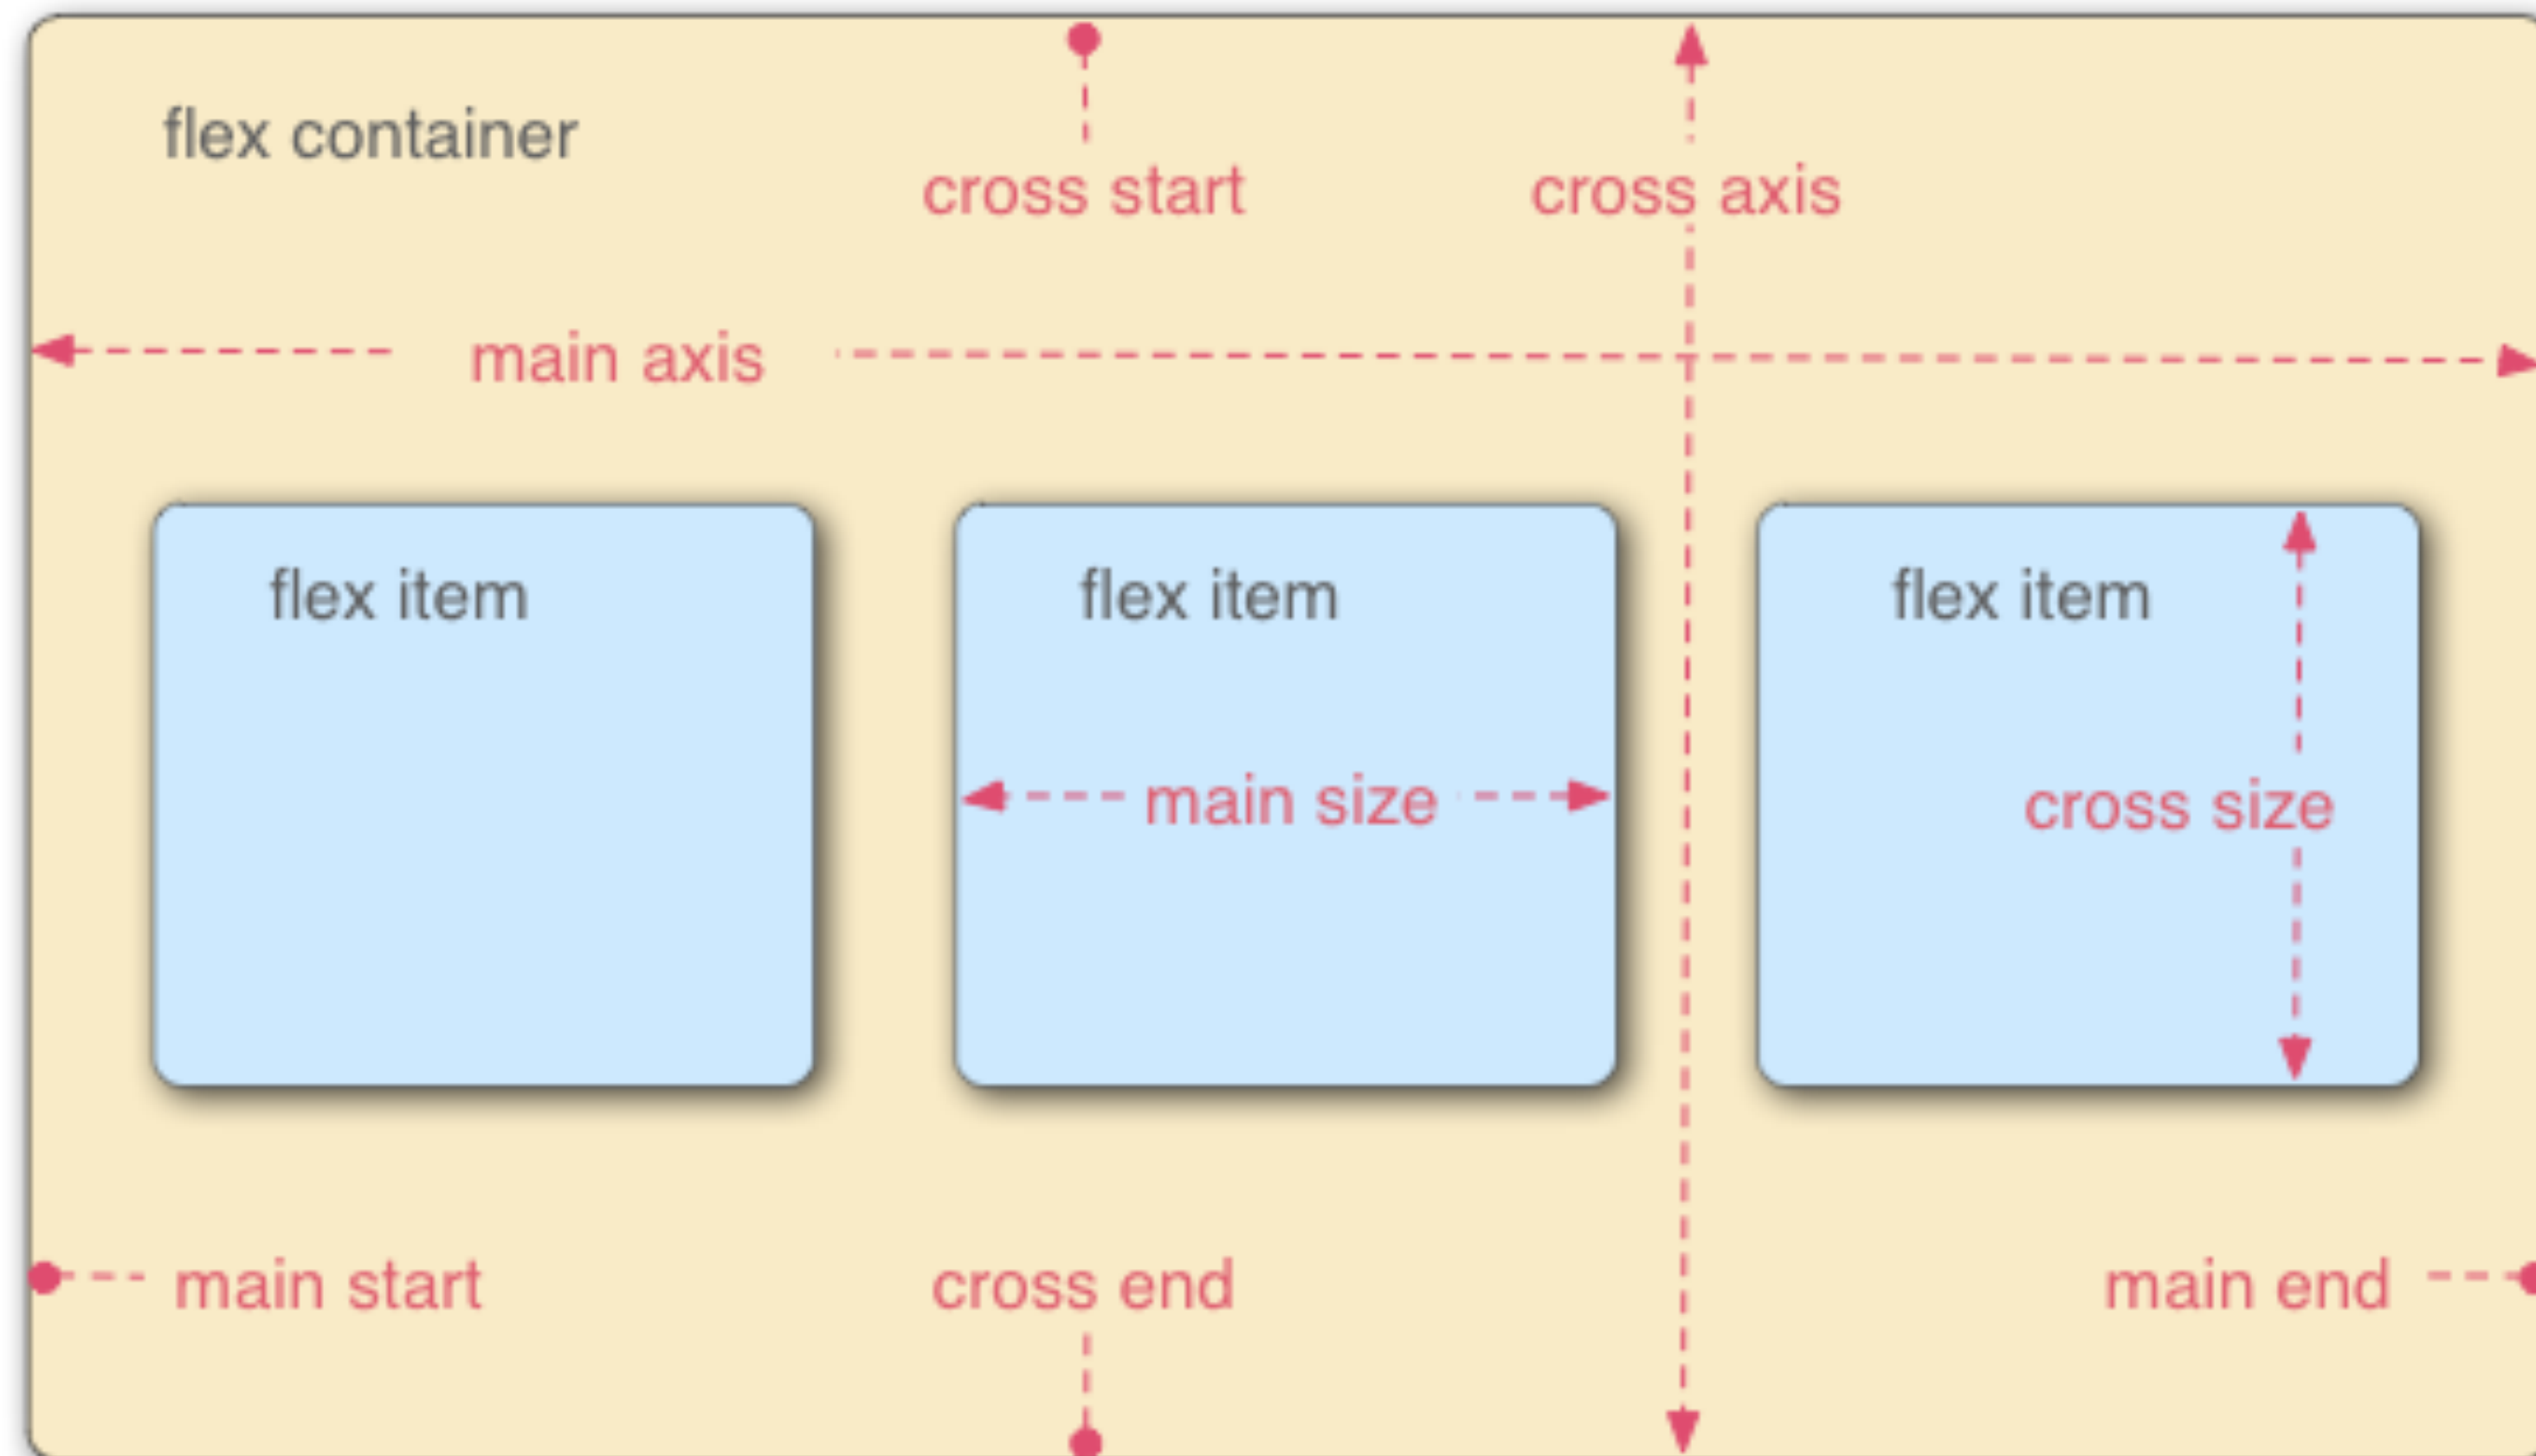 flex container
cross start
cross axis
main axis
flex item
flex item
flex item
main size
cross size
main start
cross end
main end